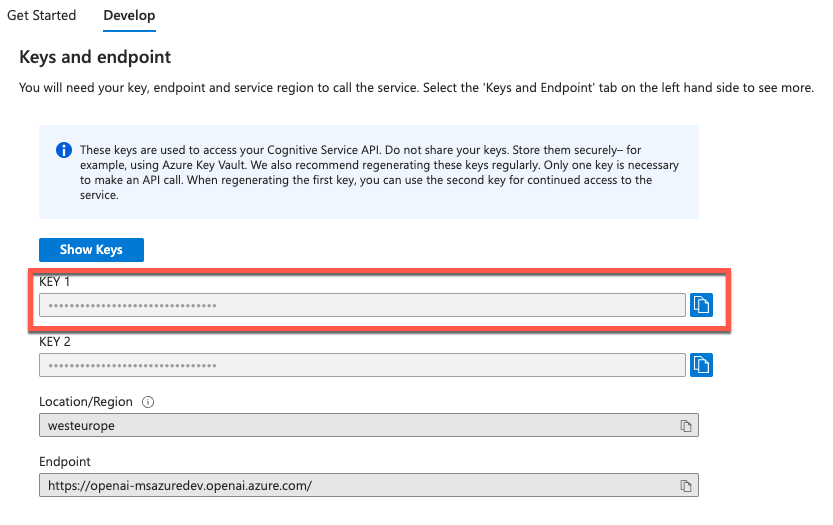 Get Started Develop
Keys and endpoint
You will need your key, endpoint and service region to call the service. Select the 'Keys and Endpoint' tab on the left hand side to see more.
These keys are used to access your Cognitive Service API. Do not share your keys. Store them securely– for
example, using Azure Key Vault. We also recommend regenerating these keys regularly. Only one key is necessary
to make an API call. When regenerating the first key, you can use the second key for continued access to the
service.
Show Keys
KEY 1
••••••••••••••••••••••••••••••••
KEY 2
••••••••••••••••••••••••••••••••
Location/Region
westeurope
Endpoint
https://openai-msazuredev.openai.azure.com/